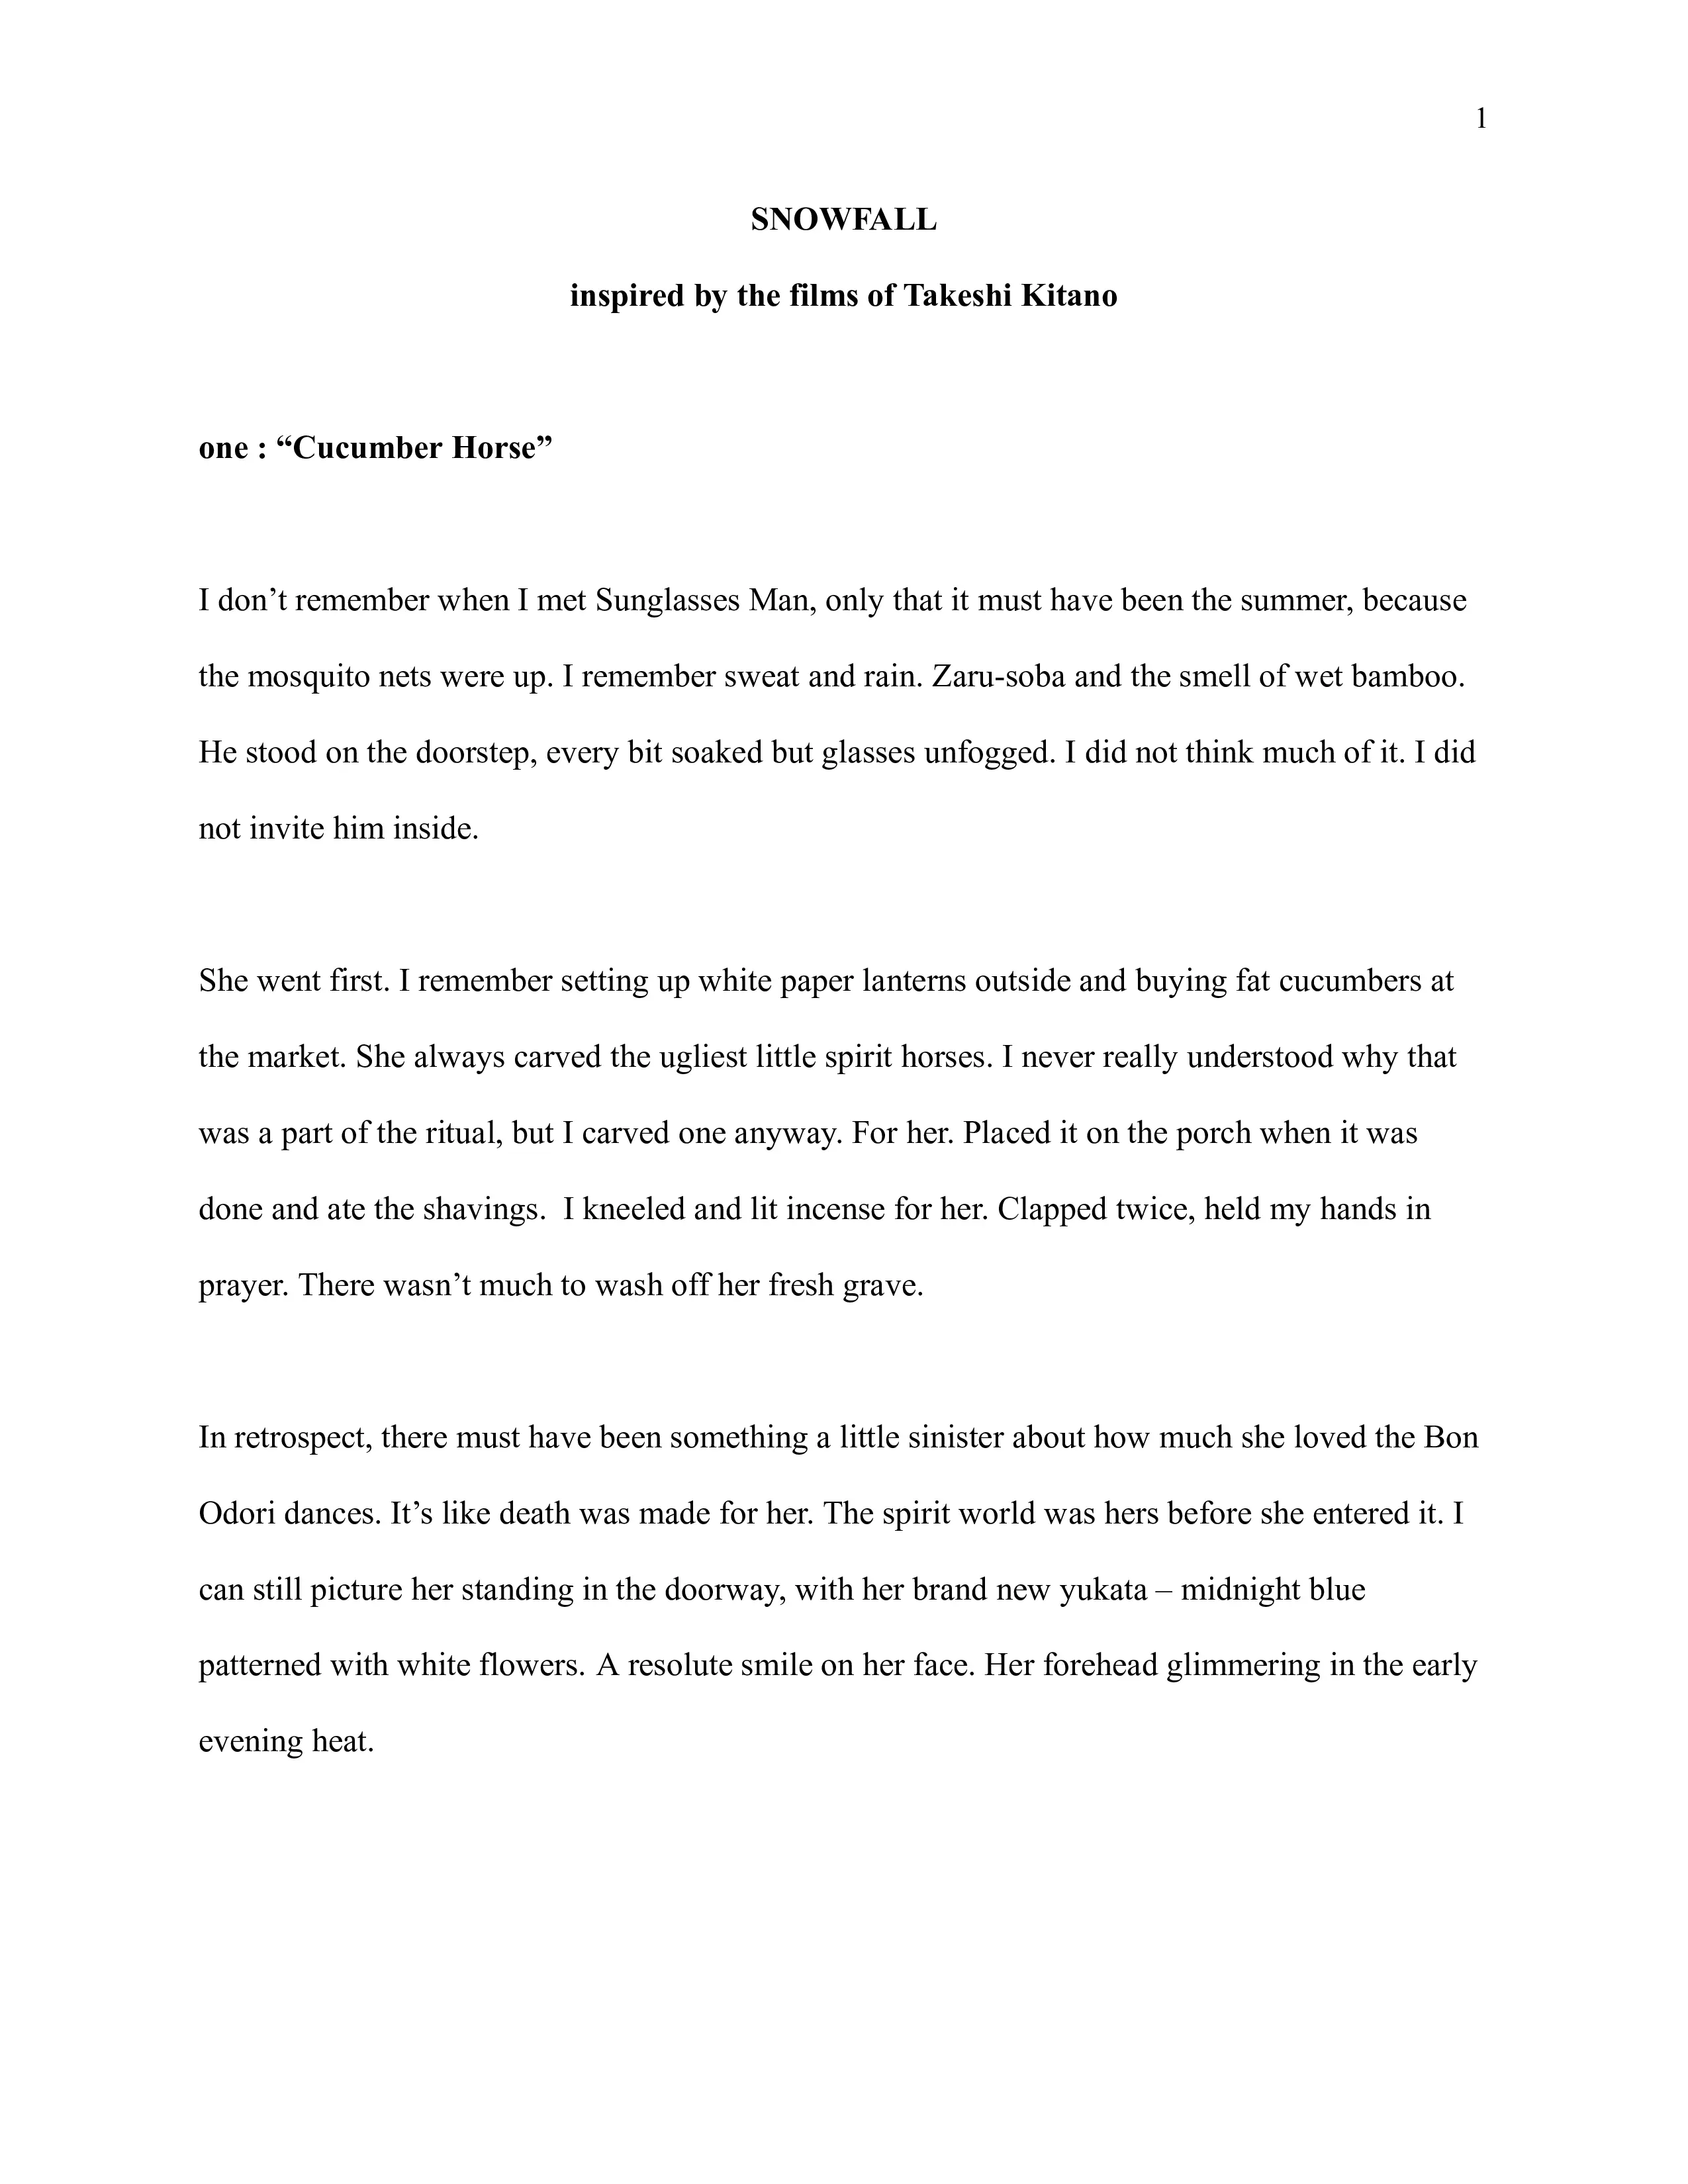 1
SNOWFALL
inspired by the films of Takeshi Kitano
one : “Cucumber Horse”
I don’t remember when I met Sunglasses Man, only that it must have been the summer, because
the mosquito nets were up. I remember sweat and rain. Zaru-soba and the smell of wet bamboo.
He stood on the doorstep, every bit soaked but glasses unfogged. I did not think much of it. I did
not invite him inside.
She went first. I remember setting up white paper lanterns outside and buying fat cucumbers at
the market. She always carved the ugliest little spirit horses. I never really understood why that
was a part of the ritual, but I carved one anyway. For her. Placed it on the porch when it was
done and ate the shavings.  I kneeled and lit incense for her. Clapped twice, held my hands in
prayer. There wasn’t much to wash off her fresh grave.
In retrospect, there must have been something a little sinister about how much she loved the Bon
Odori dances. It’s like death was made for her. The spirit world was hers before she entered it. I
can still picture her standing in the doorway, with her brand new yukata – midnight blue
patterned with white flowers. A resolute smile on her face. Her forehead glimmering in the early
evening heat.